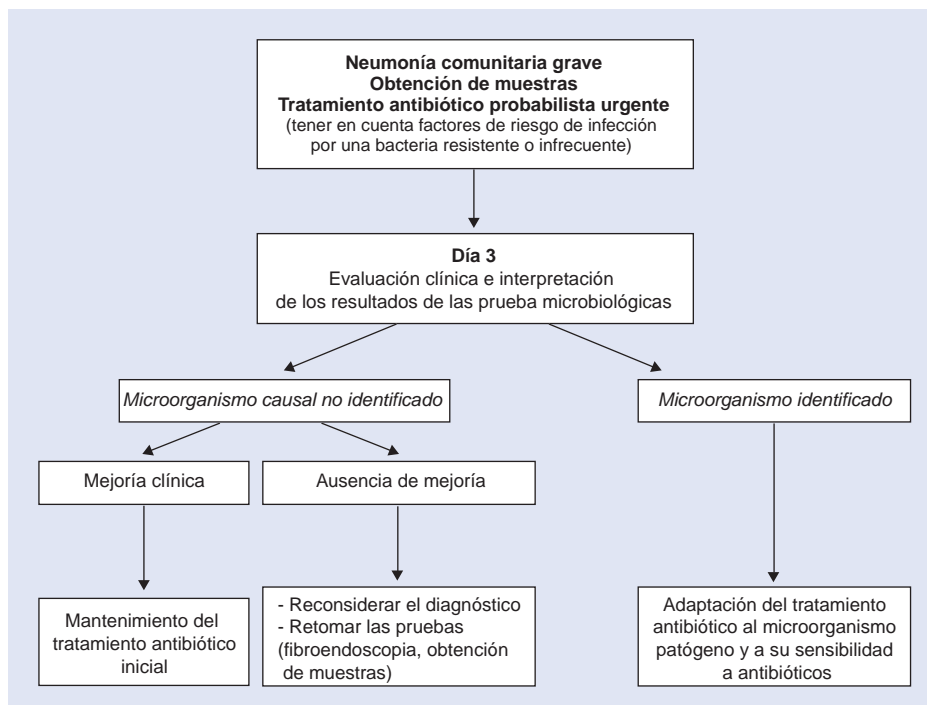 Neumonía comunitaria grave
Obtención de muestras
Tratamiento antibiótico probabilista urgente
(tener en cuenta factores de riesgo de infección
por una bacteria resistente o infrecuente)
Día 3
Evaluación clínica e interpretación
de los resultados de las prueba microbiológicas
Microorganismo causal no identificado
Microorganismo identificado
Mejoría clínica
Ausencia de mejoría
Mantenimiento del
tratamiento antibiótico
inicial
- Reconsiderar el diagnóstico
- Retomar las pruebas
(fibroendoscopia, obtención
de muestras)
Adaptación del tratamiento
antibiótico al microorganismo
patógeno y a su sensibilidad
a antibióticos